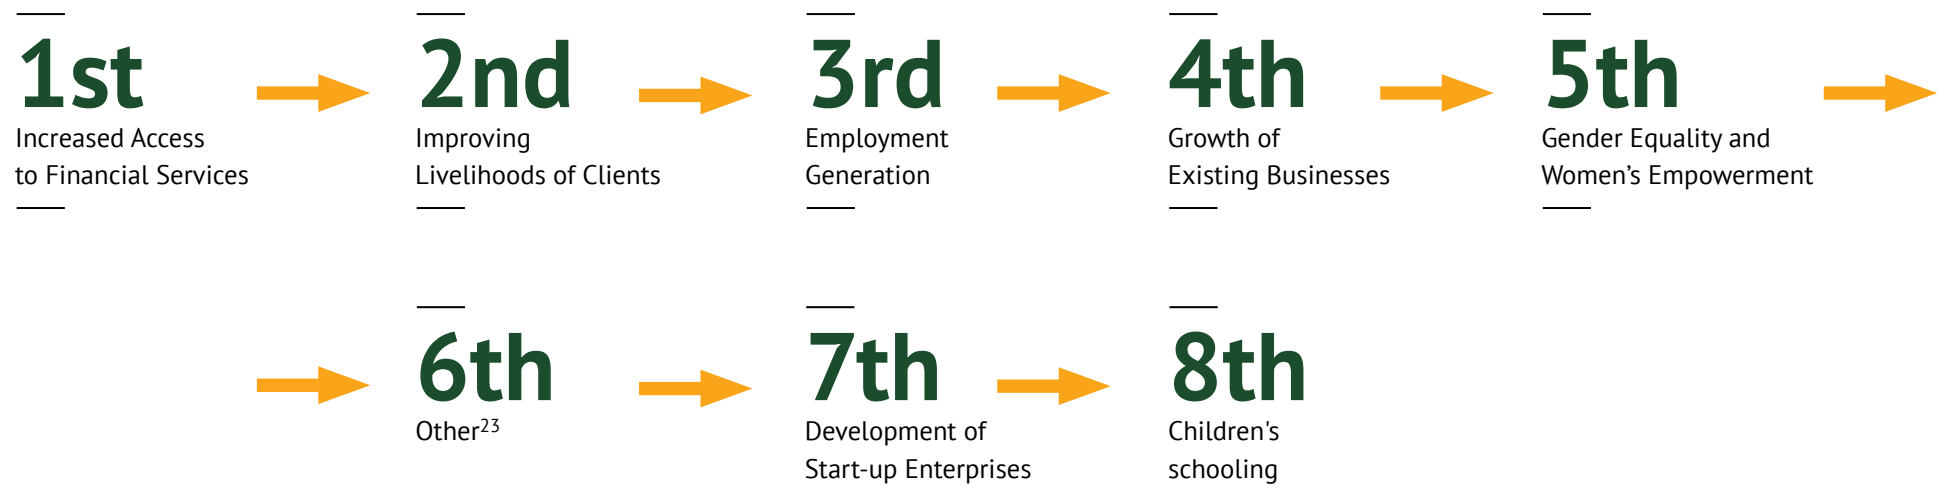 1st
Increased Access
to Financial Services
2nd
Improving
Livelihoods of Clients
3rd
Employment
Generation
4th
Growth of
Existing Businesses
5th
Gender Equality and
Women’s Empowerment
6th
Other23
7th
Development of
Start-up Enterprises
8th
Children's
schooling